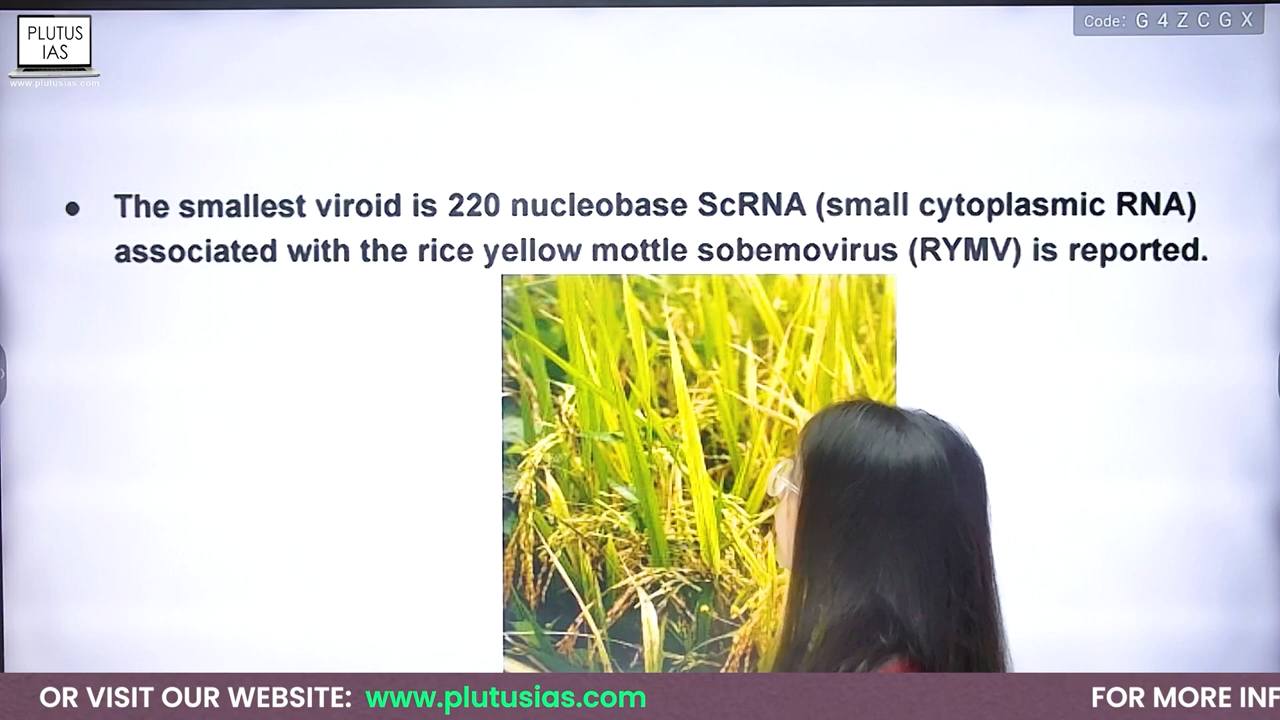 PLUTUS
IAS
www.plutusias.com
Code: G 4 Z C G X
● The smallest viroid is 220 nucleobase ScRNA (small cytoplasmic RNA)
associated with the rice yellow mottle sobemovirus (RYMV) is reported.
OR VISIT OUR WEBSITE: www.plutusias.com
FOR MORE INF